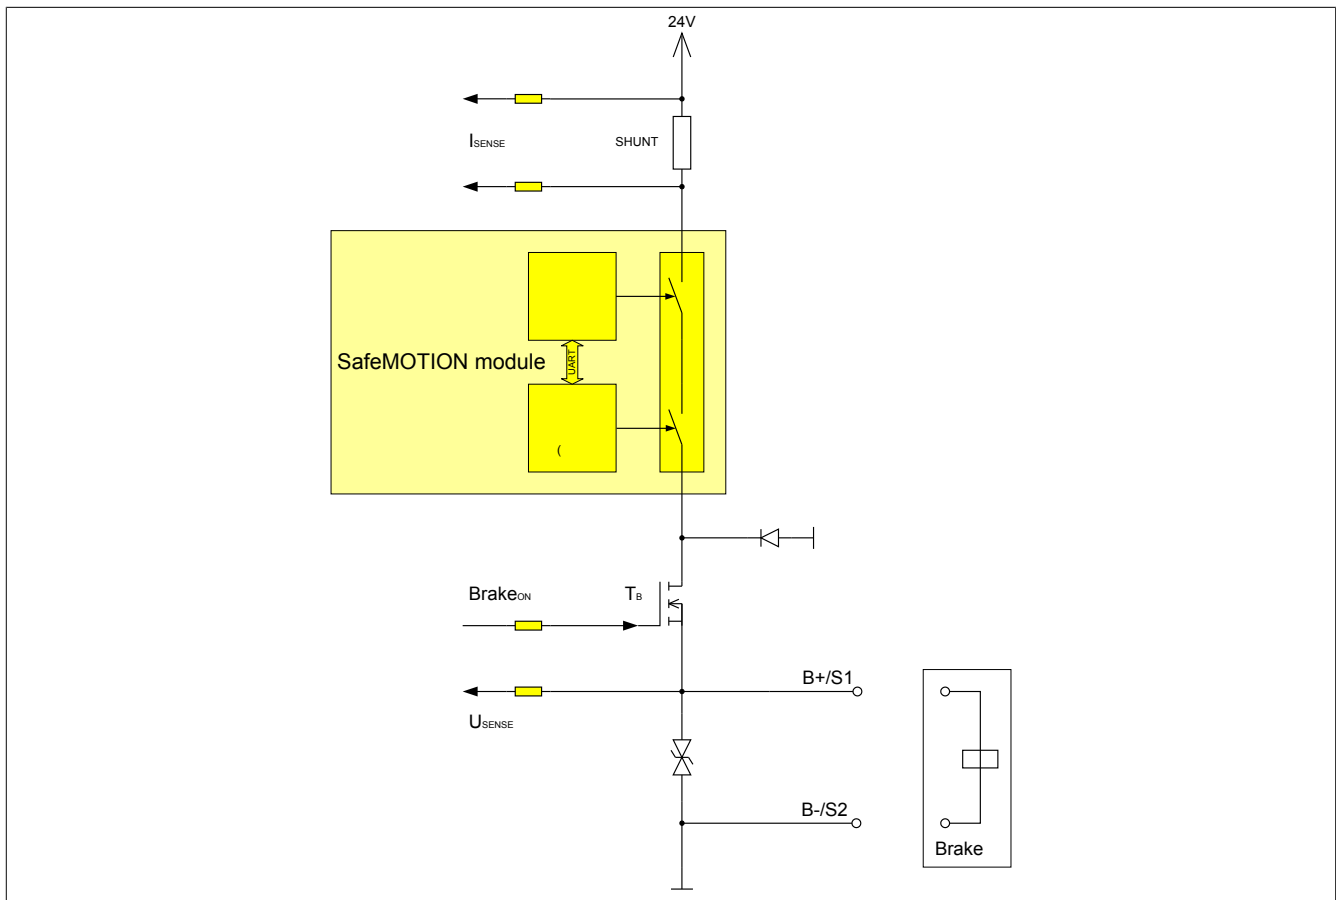 24V
ISENSE
SHUNT
SafeMOTION module
UART
(
BrakeON
TB
B+/S1
USENSE
B-/S2
Brake